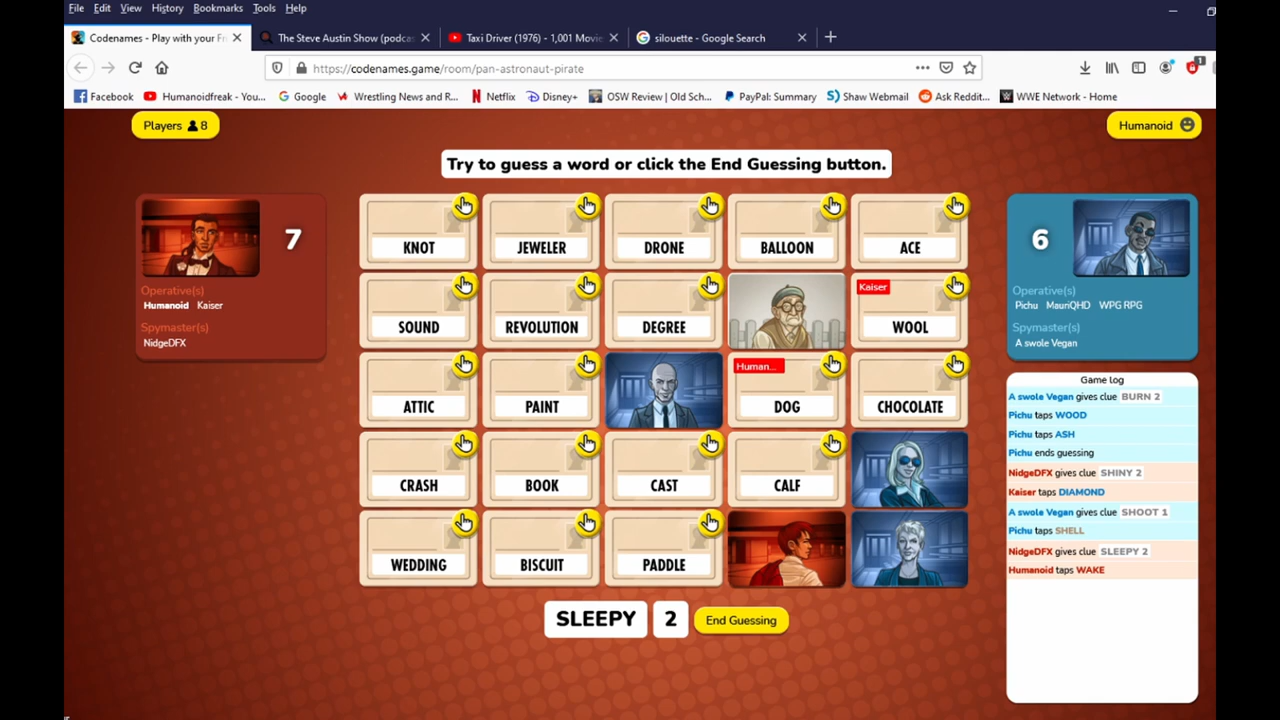 File Edit View History Bookmarks Tools Help
Codenames - Play with your Fr
The Steve Austin Show (podca
Taxi Driver (1976) - 1,001 Movie
silouette - Google Search
https://codenames.game/room/pan-astronaut-pirate
1
Facebook
Humanoidfreak - You...
Google
Wrestling News and R...
Netflix
Disney+
OSW Review | Old Sch...
PayPal: Summary
Shaw Webmail
Ask Reddit...
WWE Network - Home
Players 8
Humanoid
Try to guess a word or click the End Guessing button.
7
Operative(s)
Humanoid Kaiser
Spymaster(s)
NidgeDFX
KNOT JEWELER DRONE BALLOON ACE
Kaiser
SOUND REVOLUTION DEGREE WOOL
Human...
ATTIC PAINT DOG CHOCOLATE
CRASH BOOK CAST CALF
WEDDING BISCUIT PADDLE
SLEEPY 2 End Guessing
6
Operative(s)
Pichu MauriQHD WPG RPG
Spymaster(s)
A swole Vegan
Game log
A swole Vegan gives clue BURN 2
Pichu taps WOOD
Pichu taps ASH
Pichu ends guessing
NidgeDFX gives clue SHINY 2
Kaiser taps DIAMOND
A swole Vegan gives clue SHOOT 1
Pichu taps SHELL
NidgeDFX gives clue SLEEPY 2
Humanoid taps WAKE